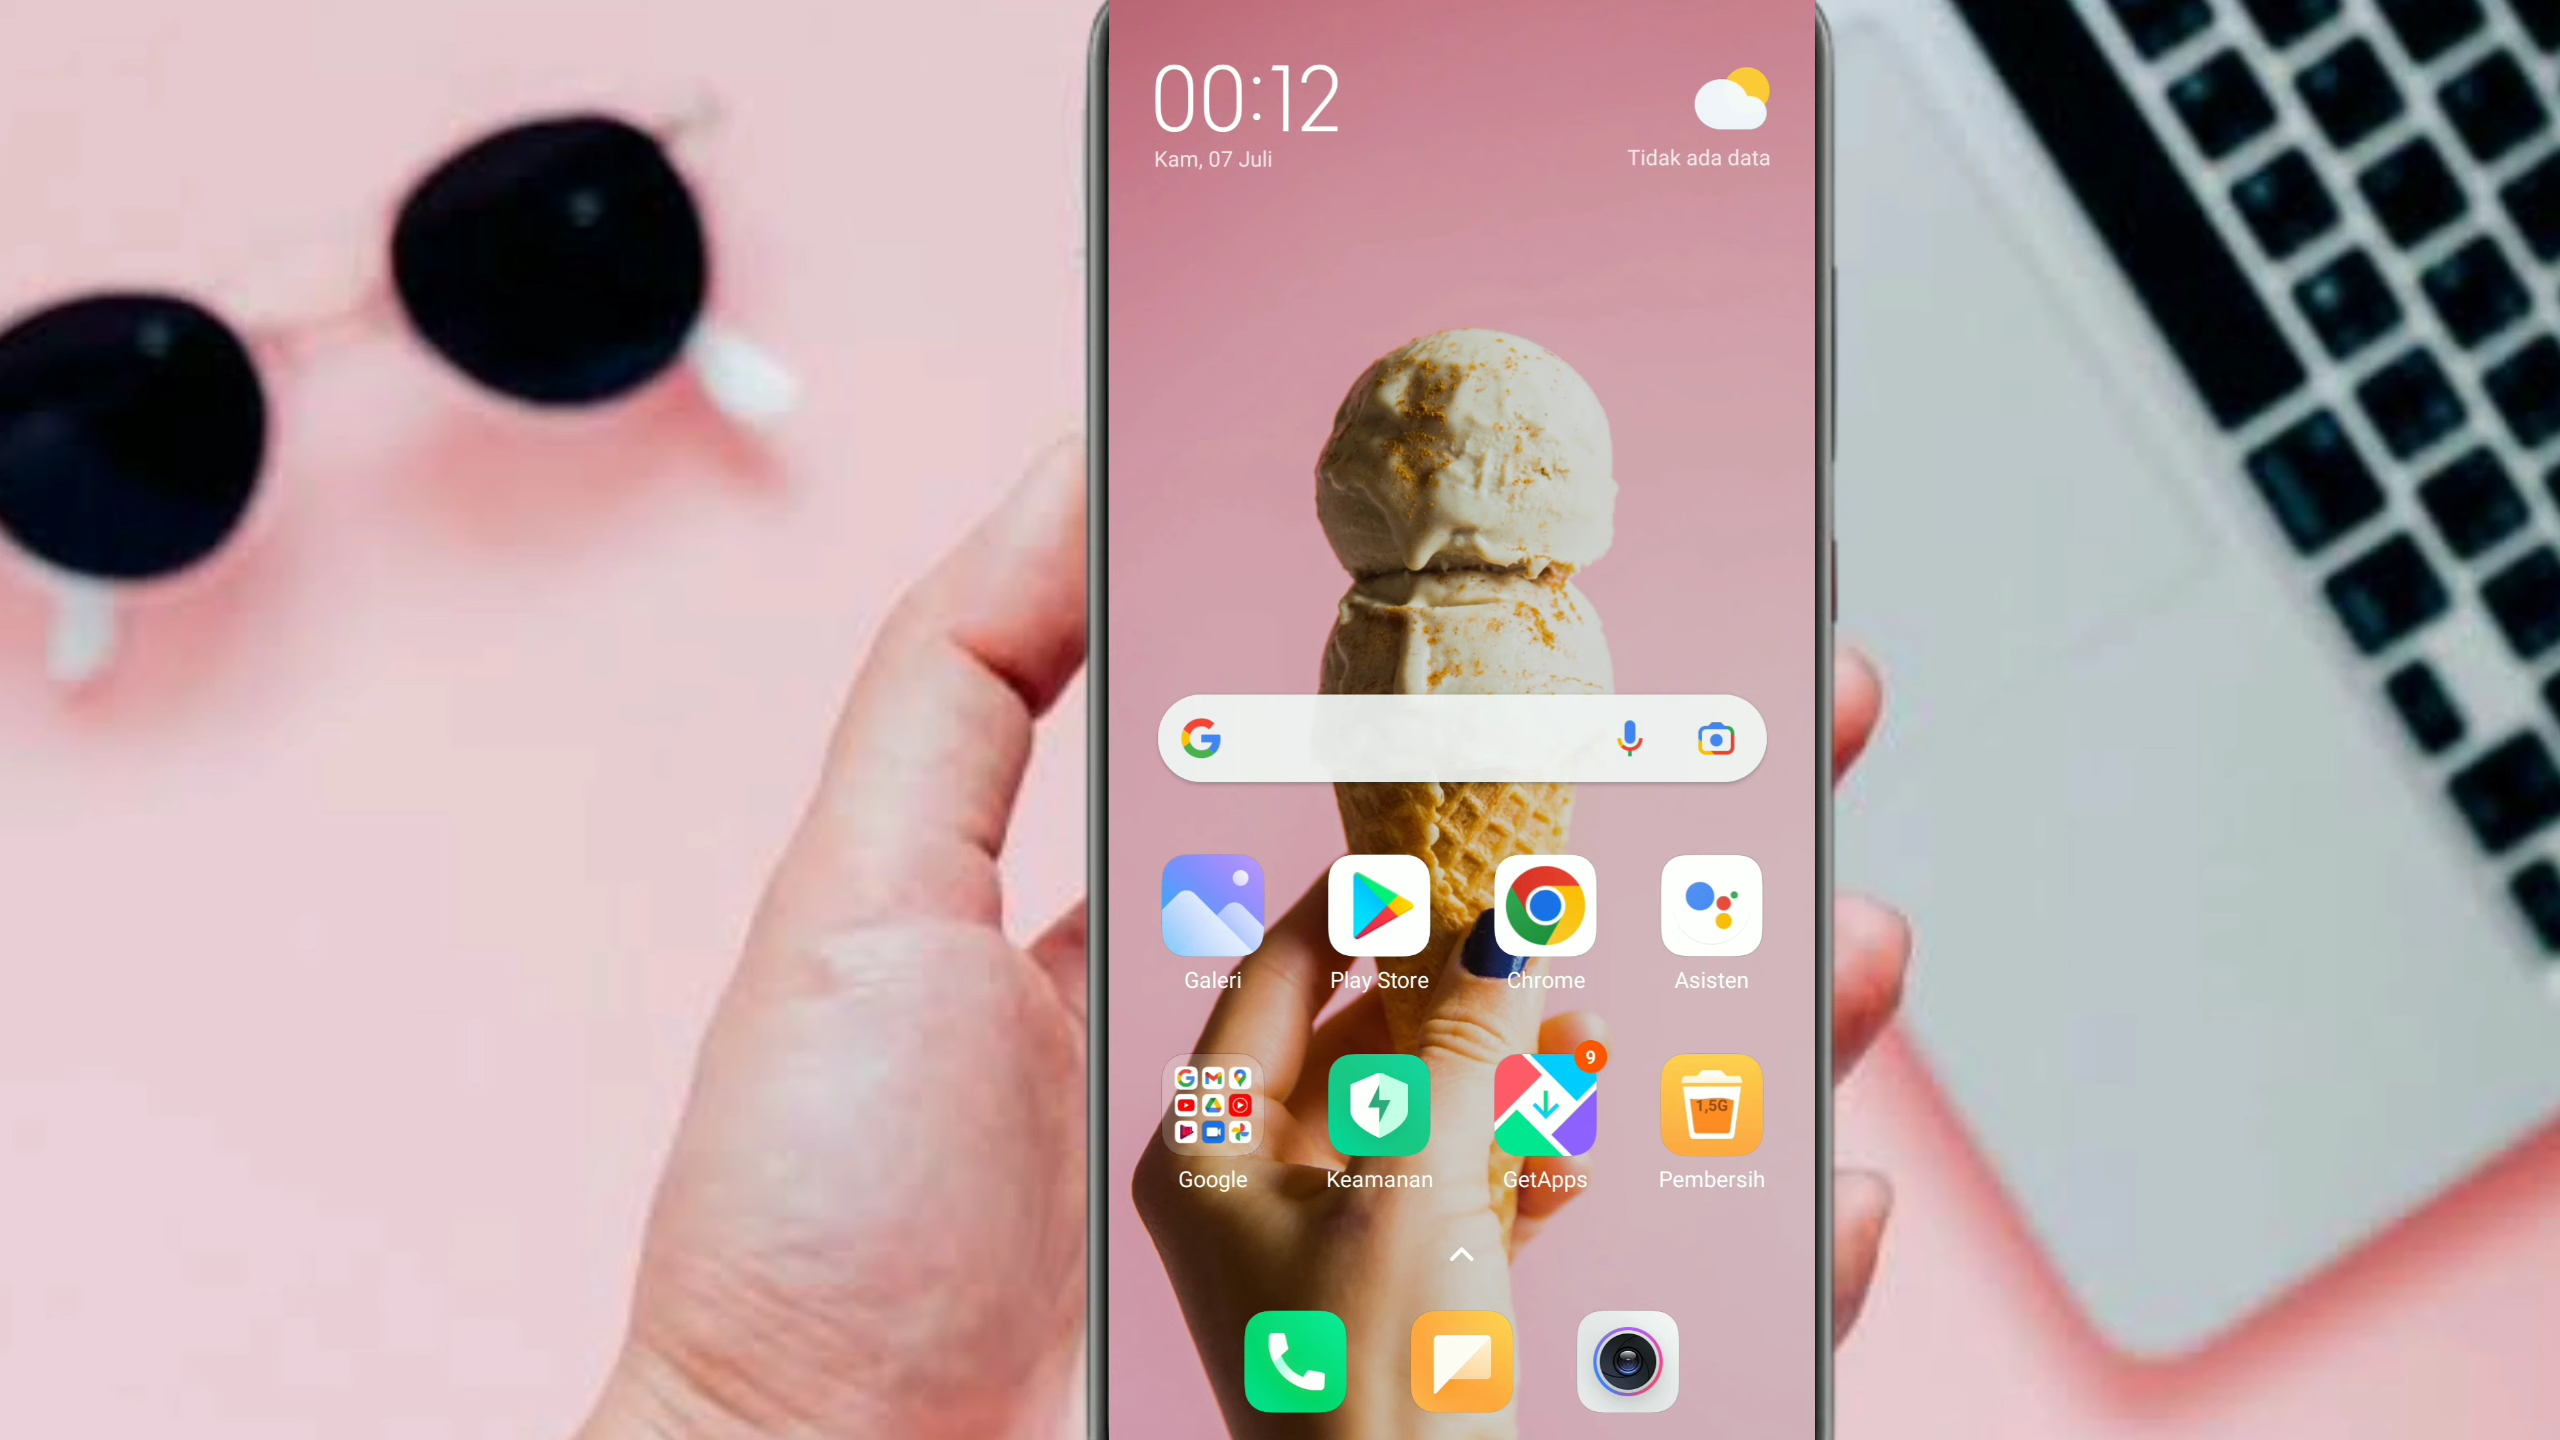 00:12
Kam, 07 Juli
Tidak ada data
Galeri
Play Store
Chrome
Asisten
9
1,5G
Google
Keamanan
GetApps
Pembersih